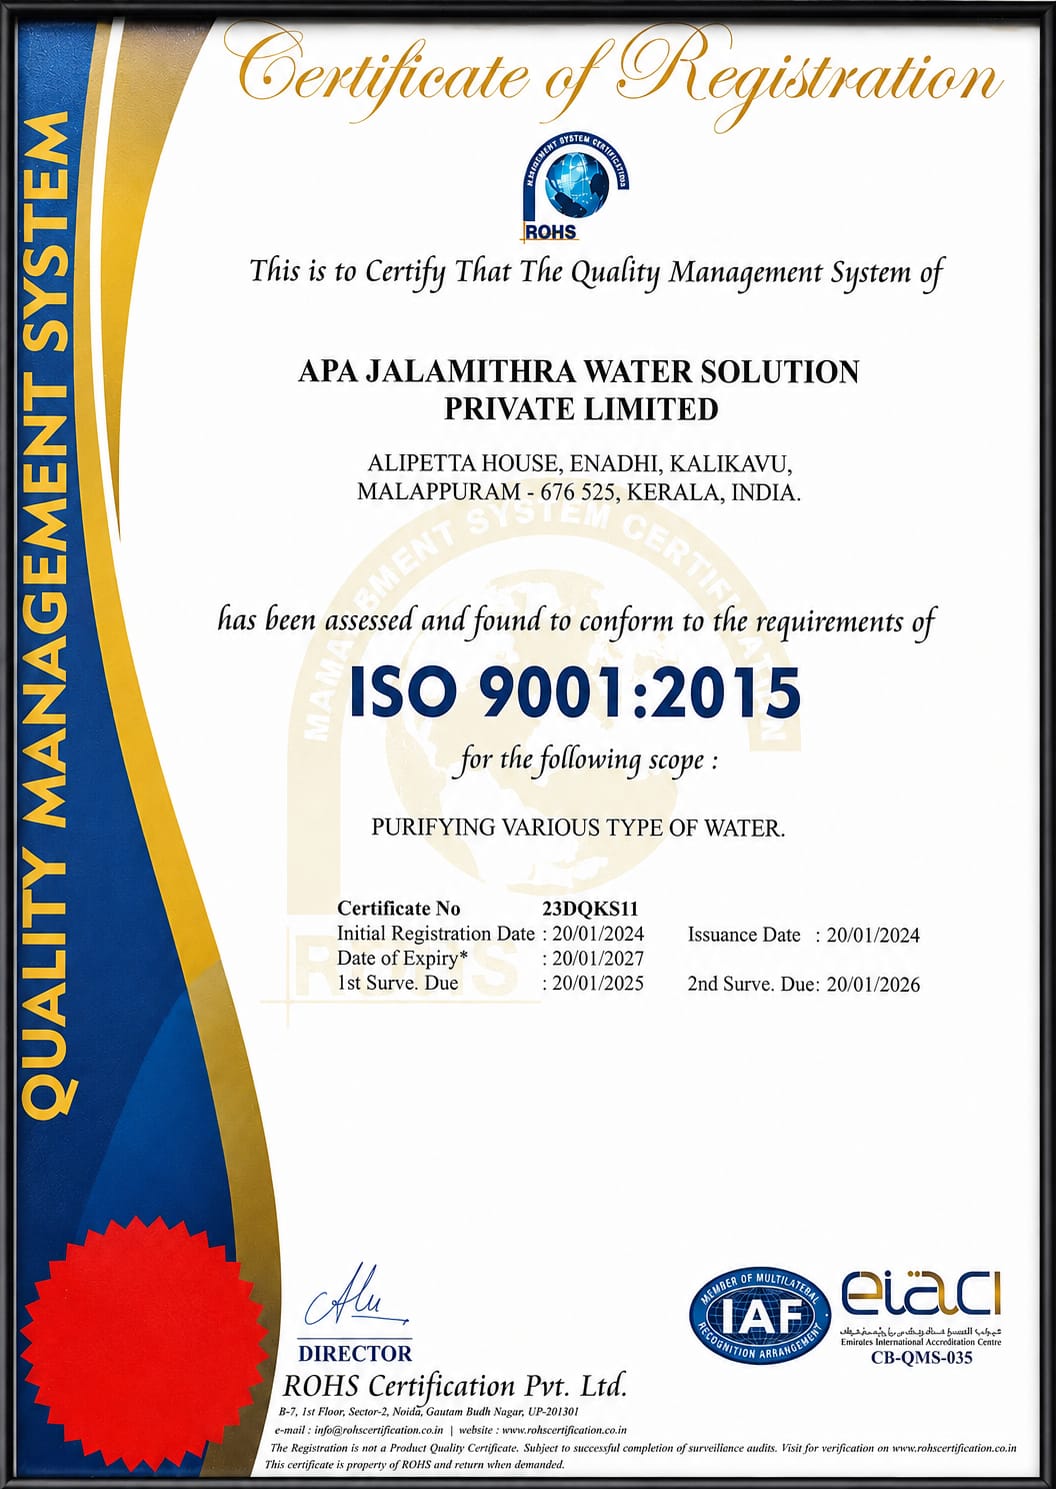 Certificate of Registration
MANAGEMENT SYSTEM CERTIFICATIONS
ROHS
This is to Certify That The Quality Management System of
APA JALAMITHRA WATER SOLUTION
PRIVATE LIMITED
ALIPETTA HOUSE, ENADHI, KALIKAVU,
MALAPPURAM - 676 525, KERALA, INDIA.
has been assessed and found to conform to the requirements of
ISO 9001:2015
for the following scope :
PURIFYING VARIOUS TYPE OF WATER.
Certificate No 23DQKS11
Initial Registration Date : 20/01/2024 Issuance Date : 20/01/2024
Date of Expiry* : 20/01/2027
1st Surve. Due : 20/01/2025 2nd Surve. Due: 20/01/2026
ROHS
QUALITY MANAGEMENT SYSTEM
DIRECTOR
ROHS Certification Pvt. Ltd.
B-7, 1st Floor, Sector-2, Noida, Gautam Budh Nagar, UP-201301
e-mail : info@rohscertification.co.in | website : www.rohscertification.co.in
The Registration is not a Product Quality Certificate. Subject to successful completion of surveillance audits. Visit for verification on www.rohscertification.co.in
This certificate is property of ROHS and return when demanded.
MEMBER OF MULTILATERAL
IAF
RECOGNITION ARRANGEMENT
eiaci
Emirates International Accreditation Centre
CB-QMS-035